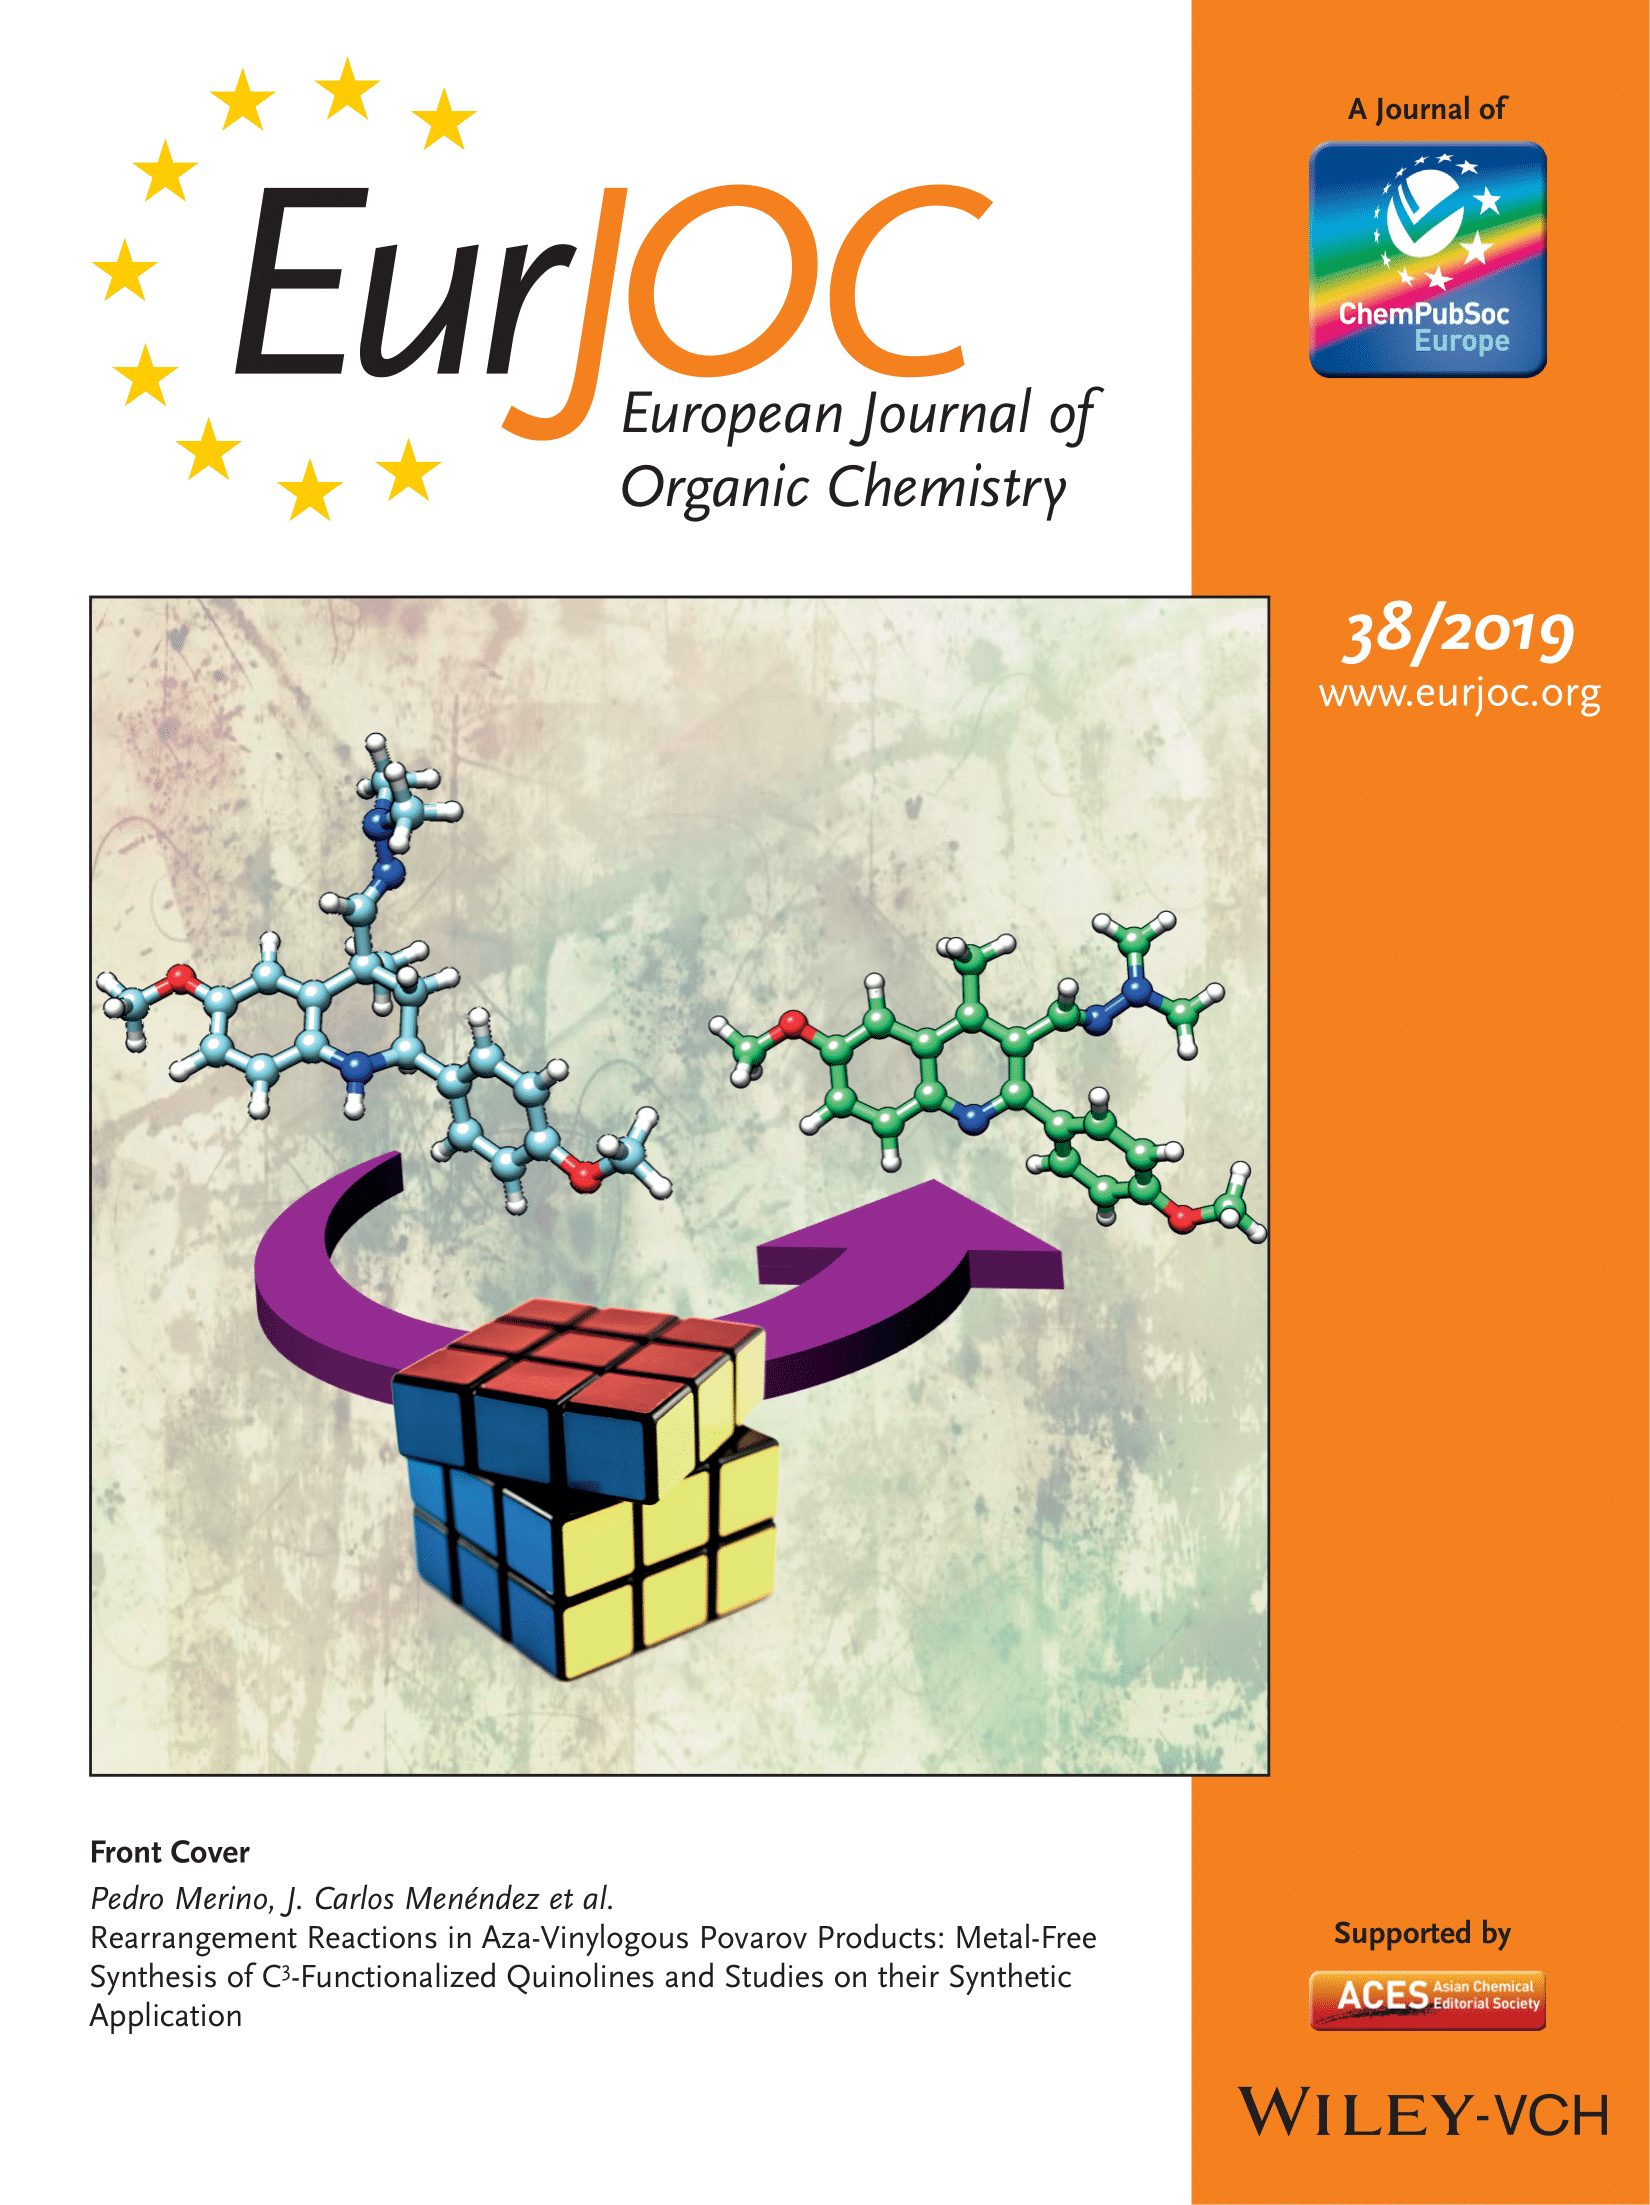 A Journal of
ChemPubSoc
Europe
EurJOC
European Journal of
Organic Chemistry
38/2019
www.eurjoc.org
Front Cover
Pedro Merino, J. Carlos Menéndez et al.
Rearrangement Reactions in Aza-Vinylogous Povarov Products: Metal-Free
Synthesis of C³-Functionalized Quinolines and Studies on their Synthetic
Application
Supported by
ACES Asian Chemical
Editorial Society
WILEY-VCH